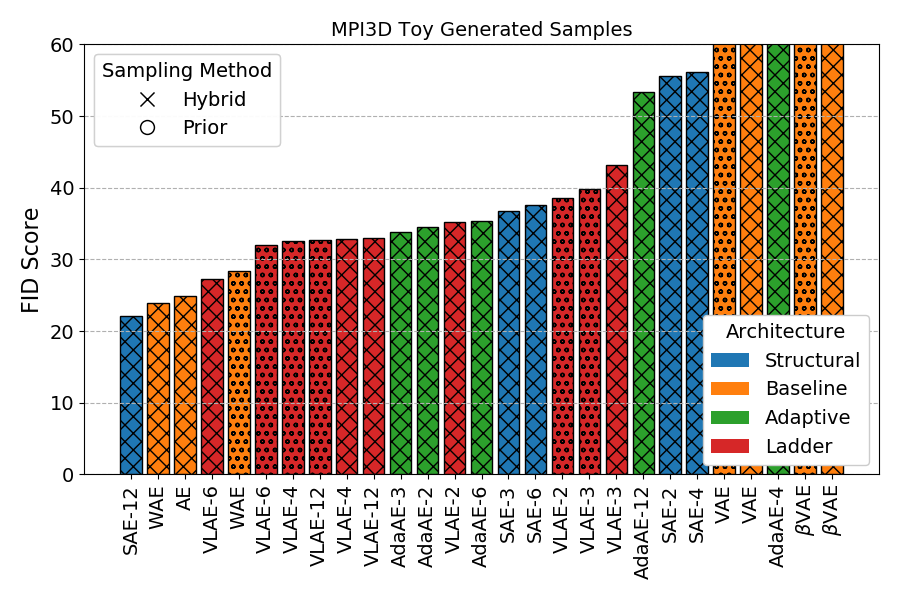 MPI3D Toy Generated Samples
FID Score
60
50
40
30
20
10
0
Sampling Method
Hybrid
Prior
Architecture
Structural
Baseline
Adaptive
Ladder
SAE-12
WAE
AE
VLAE-6
WAE
VLAE-6
VLAE-4
VLAE-12
VLAE-4
VLAE-12
AdaAE-3
AdaAE-2
VLAE-2
AdaAE-6
SAE-3
SAE-6
VLAE-2
VLAE-3
VLAE-3
AdaAE-12
SAE-2
SAE-4
VAE
VAE
AdaAE-4
βVAE
βVAE